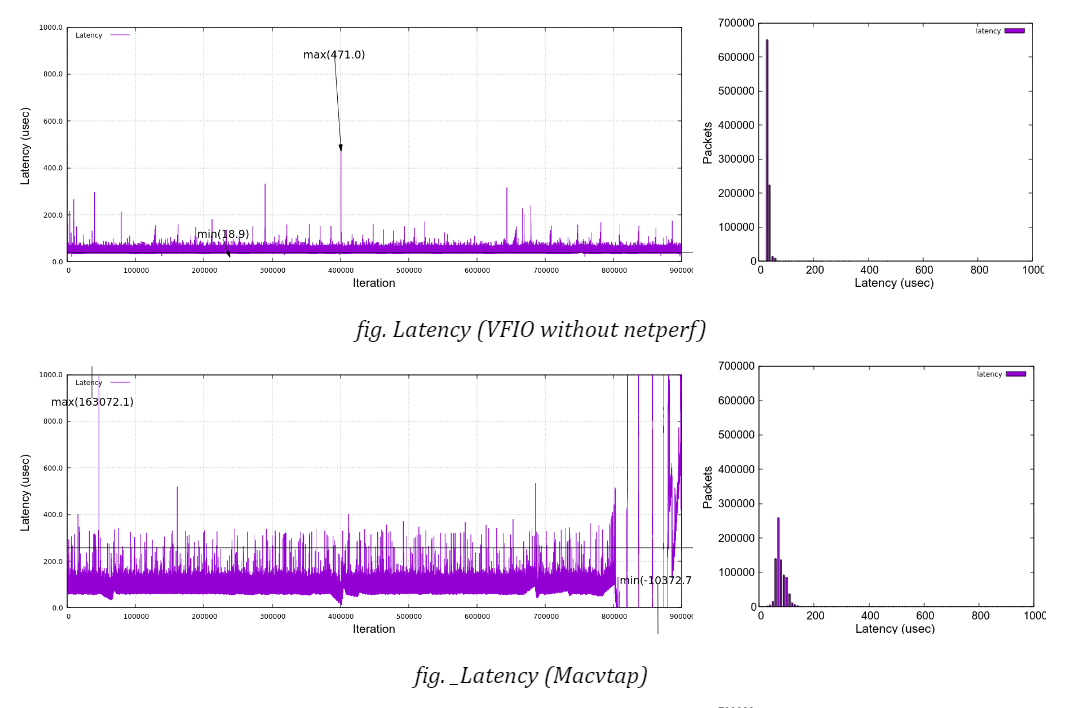 1000.0
Latency
max(471.0)
800.0
600.0
Latency (usec)
400.0
200.0
min(18.9)
0.0
0 100000 200000 300000 400000 500000 600000 700000 800000 900000
Iteration
700000
latency
600000
500000
400000
Packets
300000
200000
100000
0
0 200 400 600 800 1000
Latency (usec)
fig. Latency (VFIO without netperf)
1000.0
Latency
max(163072.1)
800.0
600.0
Latency (usec)
400.0
200.0
min(-10372.7
0.0
0 100000 200000 300000 400000 500000 600000 700000 800000 900000
Iteration
700000
latency
600000
500000
400000
Packets
300000
200000
100000
0
0 200 400 600 800 1000
Latency (usec)
fig. _Latency (Macvtap)